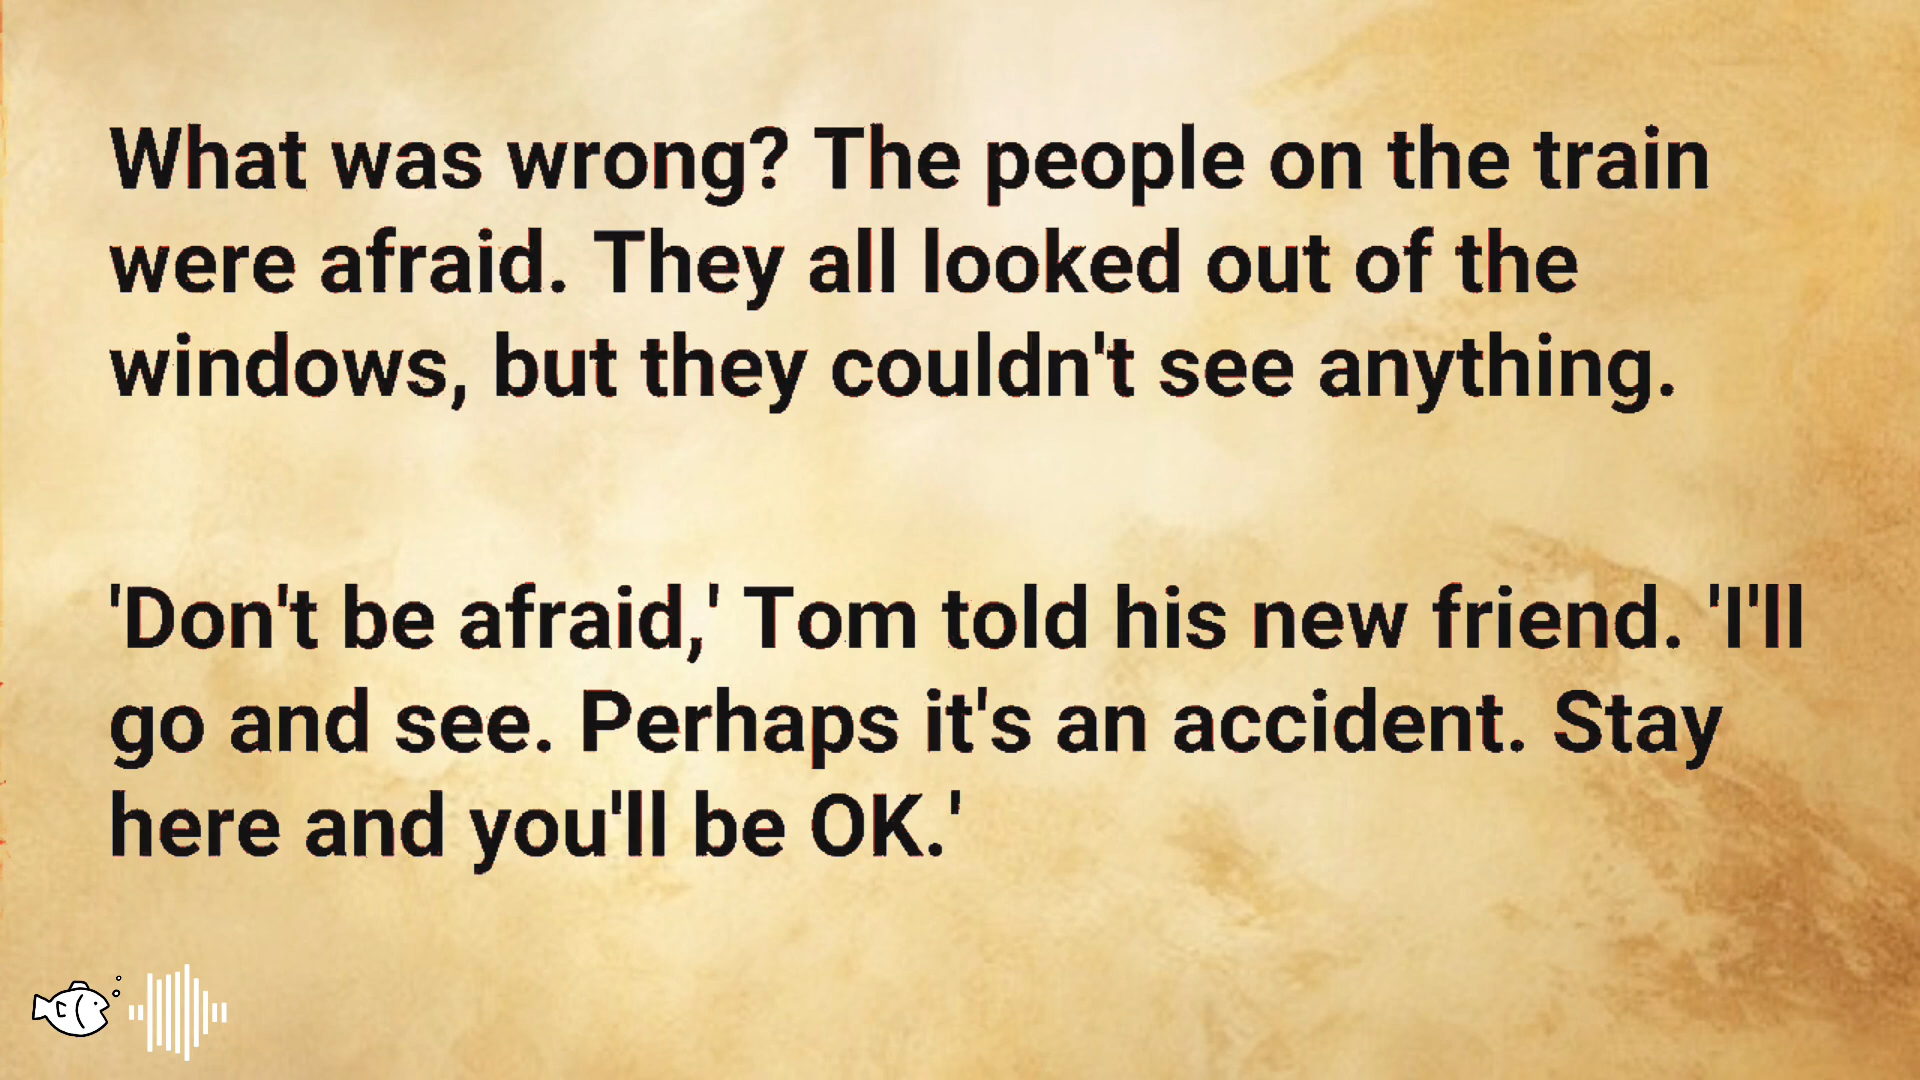 What was wrong? The people on the train
were afraid. They all looked out of the
windows, but they couldn't see anything.
'Don't be afraid,' Tom told his new friend. 'I'll
go and see. Perhaps it's an accident. Stay
here and you'll be OK.'